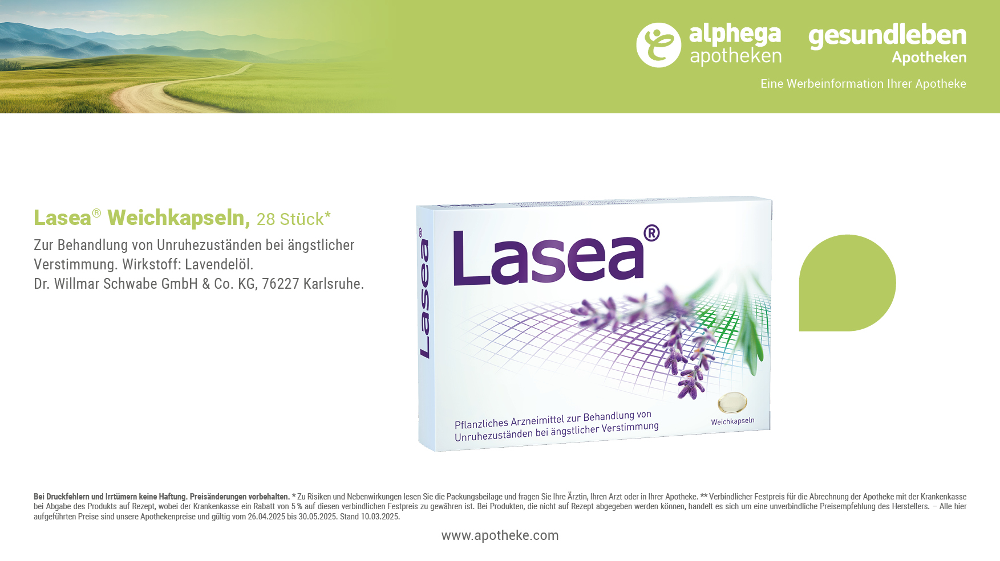 alphega
apotheken
gesundleben
Apotheken
Eine Werbeinformation Ihrer Apotheke
Lasea® Weichkapseln, 28 Stück*
Zur Behandlung von Unruhezuständen bei ängstlicher
Verstimmung. Wirkstoff: Lavendelöl.
Dr. Willmar Schwabe GmbH & Co. KG, 76227 Karlsruhe.
Lasea
Lasea®
Lasea®
Pflanzliches Arzneimittel zur Behandlung von
Unruhezuständen bei ängstlicher Verstimmung
Weichkapseln
Bei Druckfehlern und Irrtümern keine Haftung. Preisänderungen vorbehalten. * Zu Risiken und Nebenwirkungen lesen Sie die Packungsbeilage und fragen Sie Ihre Ärztin, Ihren Arzt oder in Ihrer Apotheke. ** Verbindlicher Festpreis für die Abrechnung der Apotheke mit der Krankenkasse
bei Abgabe des Produkts auf Rezept, wobei der Krankenkasse ein Rabatt von 5 % auf diesen verbindlichen Festpreis zu gewähren ist. Bei Produkten, die nicht auf Rezept abgegeben werden können, handelt es sich um eine unverbindliche Preisempfehlung des Herstellers. – Alle hier
aufgeführten Preise sind unsere Apothekenpreise und gültig vom 26.04.2025 bis 30.05.2025. Stand 10.03.2025.
www.apotheke.com